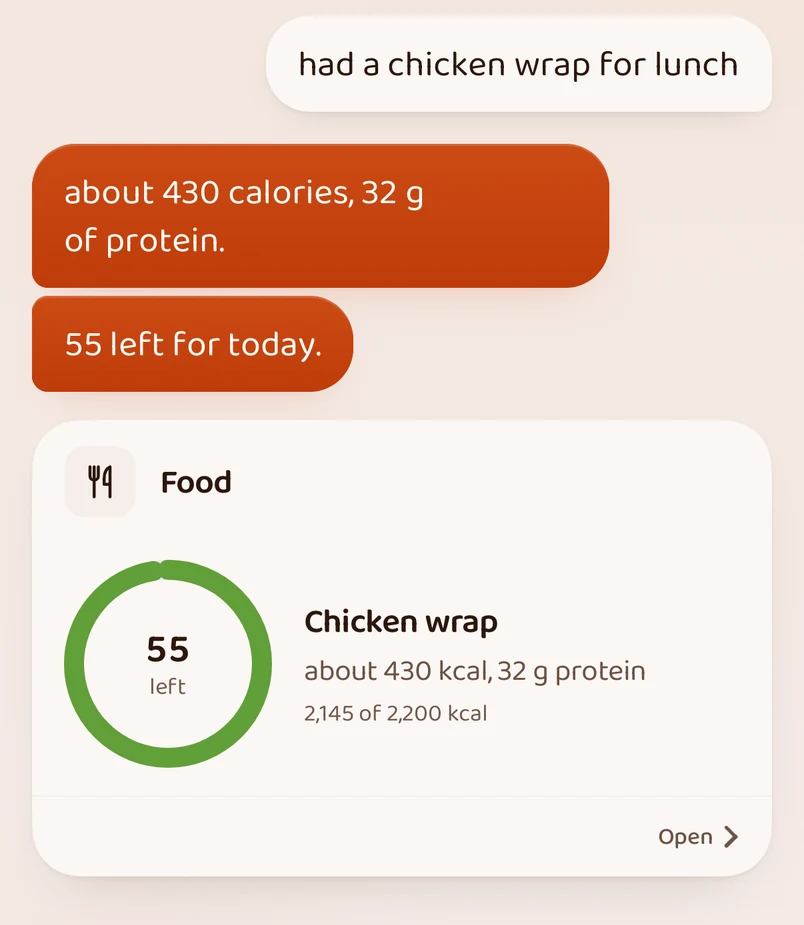 had a chicken wrap for lunch
about 430 calories, 32 g
of protein.
55 left for today.
Food
55
left
Chicken wrap
about 430 kcal, 32 g protein
2,145 of 2,200 kcal
Open